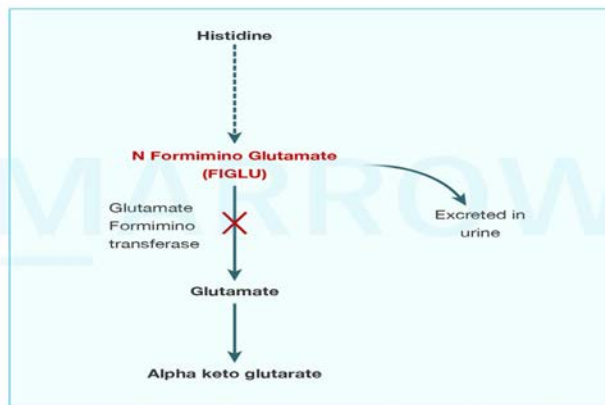 Histidine
N Formimino Glutamate
(FIGLU)
Glutamate
Formimino
transferase
Excreted in
urine
Glutamate
Alpha keto glutarate
MARROW